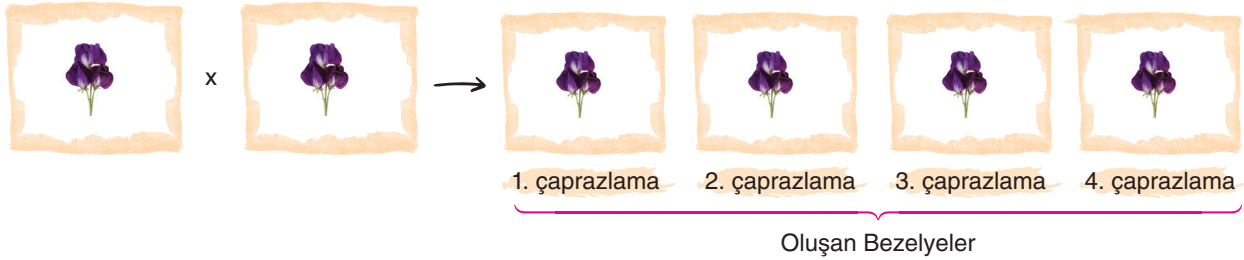 x
1. çaprazlama 2. çaprazlama 3. çaprazlama 4. çaprazlama
Oluşan Bezelyeler